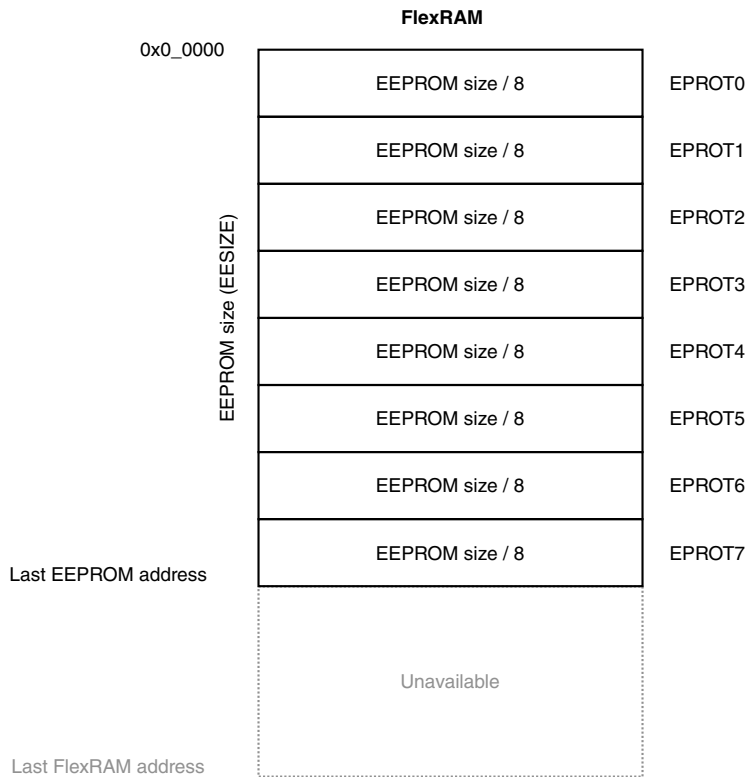 FlexRAM
0x0_0000
EEPROM size / 8 EPROT0
EEPROM size / 8 EPROT1
EEPROM size / 8 EPROT2
EEPROM size / 8 EPROT3
EEPROM size (EESIZE)
EEPROM size / 8 EPROT4
EEPROM size / 8 EPROT5
EEPROM size / 8 EPROT6
EEPROM size / 8 EPROT7
Last EEPROM address
Unavailable
Last FlexRAM address